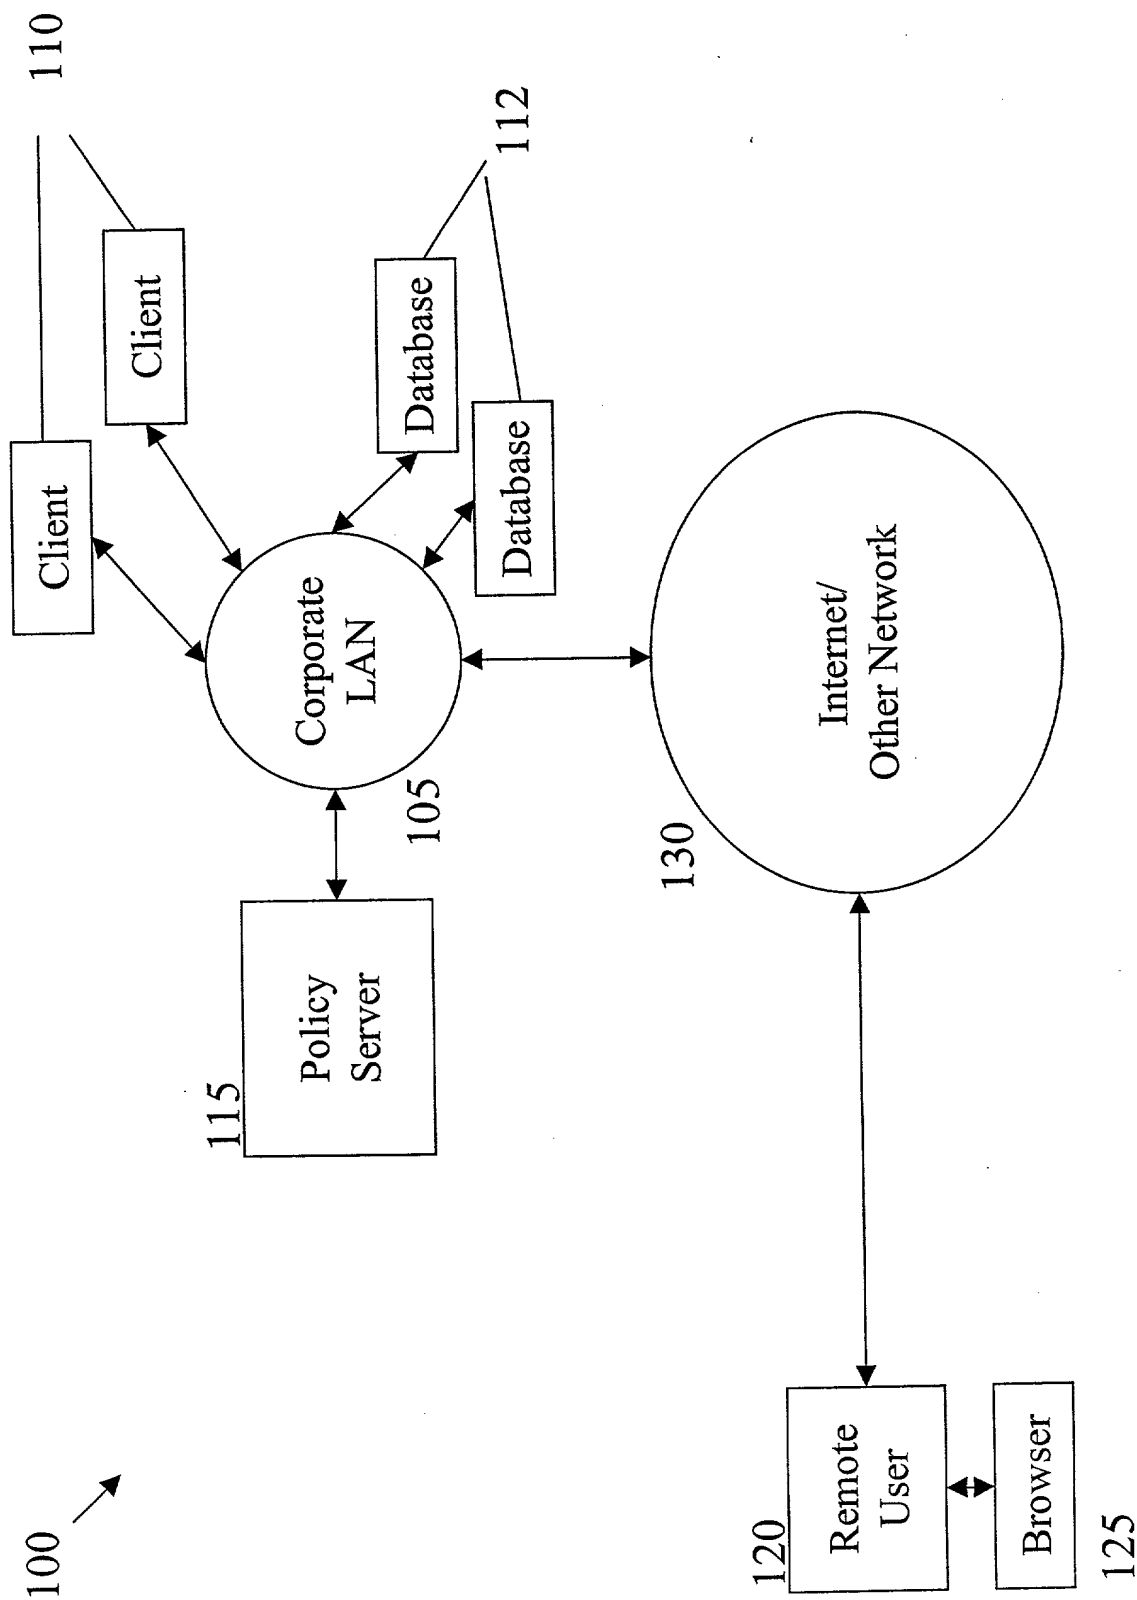 100
110
Client
Client
112
Database
Database
Corporate
LAN
105
115
Policy
Server
130
Internet/
Other Network
120
Remote
User
Browser
125